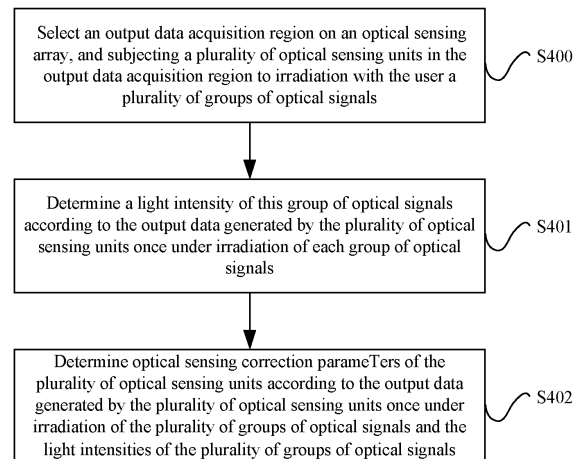 Select an output data acquisition region on an optical sensing
array, and subjecting a plurality of optical sensing units in the
output data acquisition region to irradiation with the user a
plurality of groups of optical signals
S400
Determine a light intensity of this group of optical signals
according to the output data generated by the plurality of optical
sensing units once under irradiation of each group of optical
signals
S401
Determine optical sensing correction parameTers of the
plurality of optical sensing units according to the output data
generated by the plurality of optical sensing units once under
irradiation of the plurality of groups of optical signals and the
light intensities of the plurality of groups of optical signals
S402